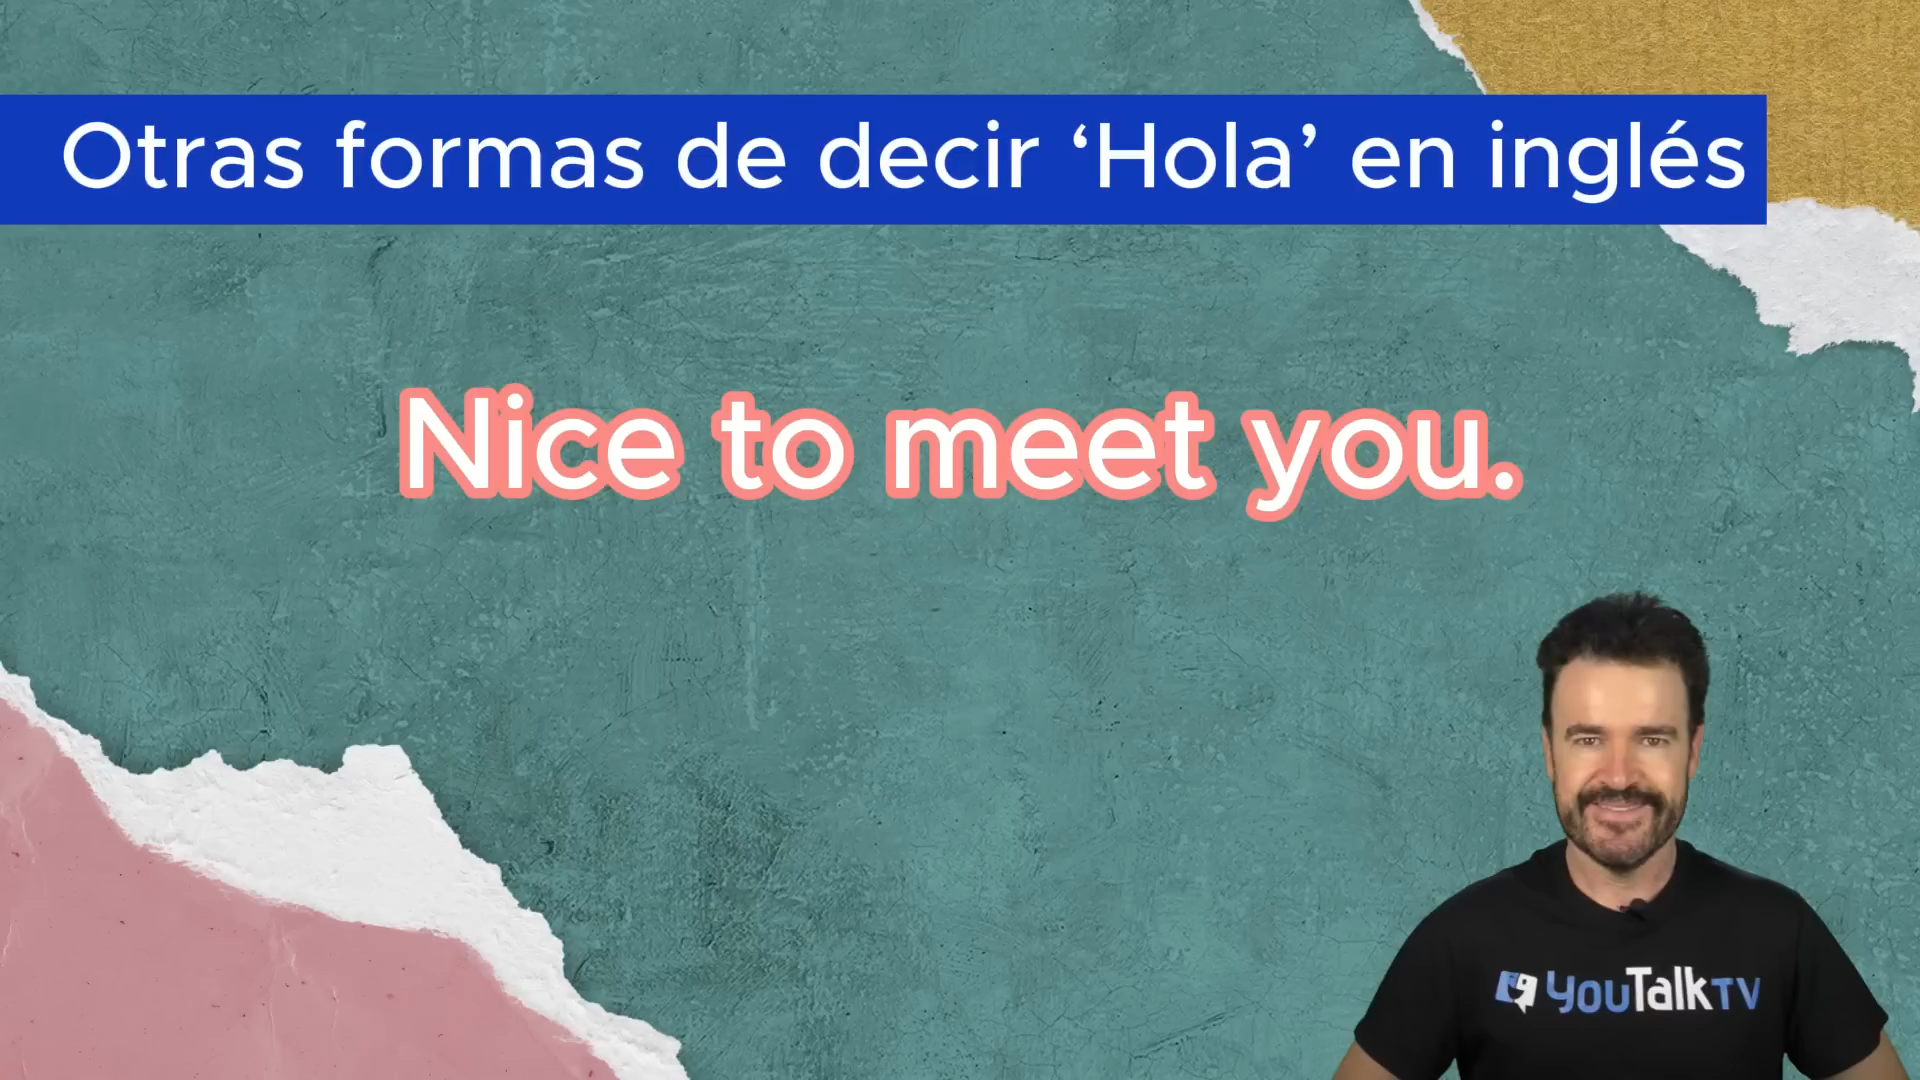 Otras formas de decir ‘Hola’ en inglés
Nice to meet you.
YouTalkTV